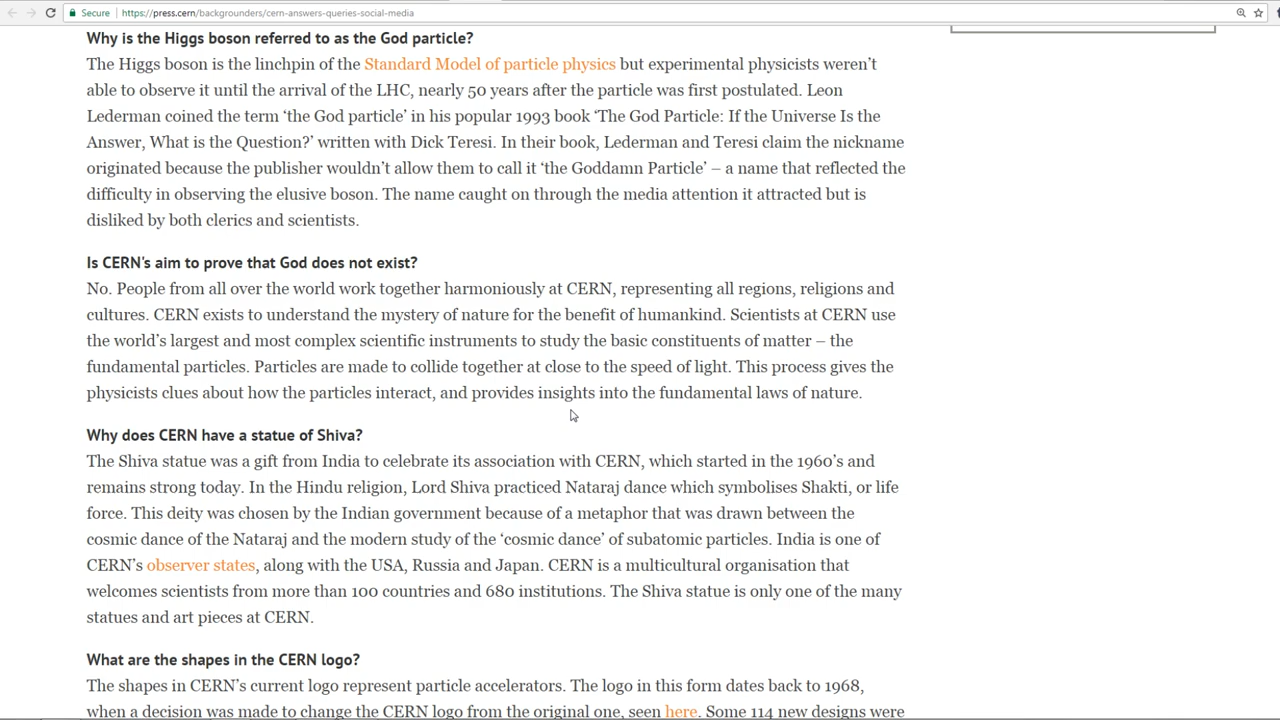 Secure https://press.cern/backgrounders/cern-answers-queries-social-media
Why is the Higgs boson referred to as the God particle?
The Higgs boson is the linchpin of the Standard Model of particle physics but experimental physicists weren't
able to observe it until the arrival of the LHC, nearly 50 years after the particle was first postulated. Leon
Lederman coined the term ‘the God particle’ in his popular 1993 book ‘The God Particle: If the Universe Is the
Answer, What is the Question?’ written with Dick Teresi. In their book, Lederman and Teresi claim the nickname
originated because the publisher wouldn’t allow them to call it ‘the Goddamn Particle’ – a name that reflected the
difficulty in observing the elusive boson. The name caught on through the media attention it attracted but is
disliked by both clerics and scientists.
Is CERN's aim to prove that God does not exist?
No. People from all over the world work together harmoniously at CERN, representing all regions, religions and
cultures. CERN exists to understand the mystery of nature for the benefit of humankind. Scientists at CERN use
the world’s largest and most complex scientific instruments to study the basic constituents of matter – the
fundamental particles. Particles are made to collide together at close to the speed of light. This process gives the
physicists clues about how the particles interact, and provides insights into the fundamental laws of nature.
Why does CERN have a statue of Shiva?
The Shiva statue was a gift from India to celebrate its association with CERN, which started in the 1960’s and
remains strong today. In the Hindu religion, Lord Shiva practiced Nataraj dance which symbolises Shakti, or life
force. This deity was chosen by the Indian government because of a metaphor that was drawn between the
cosmic dance of the Nataraj and the modern study of the ‘cosmic dance’ of subatomic particles. India is one of
CERN’s observer states, along with the USA, Russia and Japan. CERN is a multicultural organisation that
welcomes scientists from more than 100 countries and 680 institutions. The Shiva statue is only one of the many
statues and art pieces at CERN.
What are the shapes in the CERN logo?
The shapes in CERN’s current logo represent particle accelerators. The logo in this form dates back to 1968,
when a decision was made to change the CERN logo from the original one, seen here. Some 114 new designs were